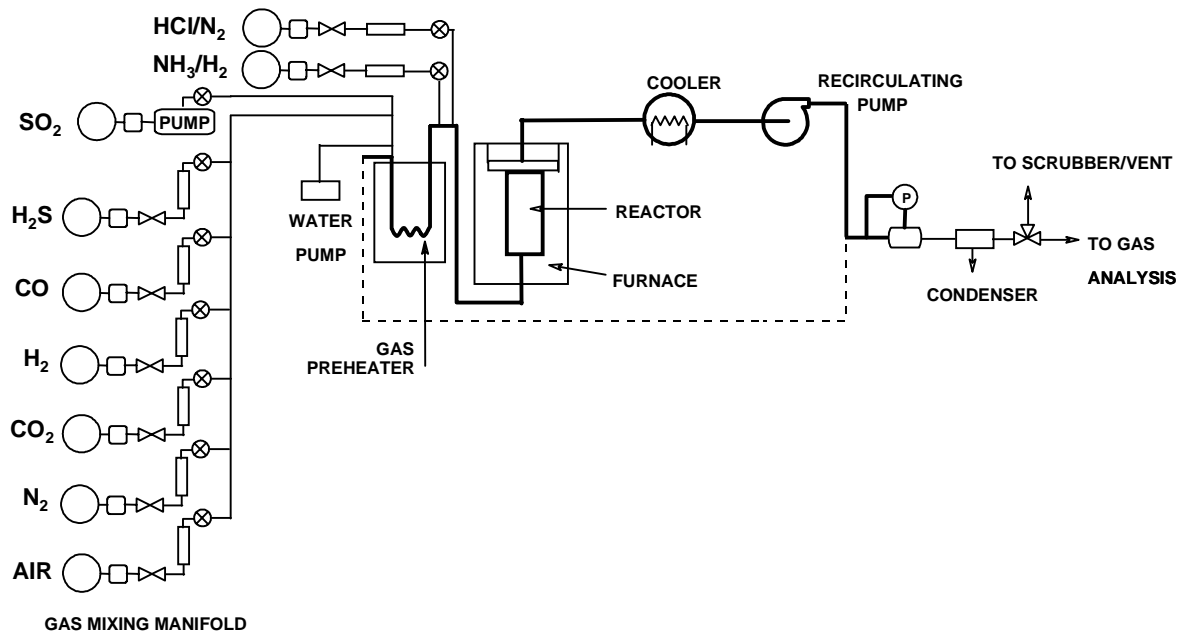 HCl/N₂
NH₃/H₂
SO₂
PUMP
H₂S
CO
H₂
CO₂
N₂
AIR
GAS MIXING MANIFOLD
WATER
PUMP
GAS
PREHEATER
REACTOR
FURNACE
COOLER
RECIRCULATING
PUMP
P
TO SCRUBBER/VENT
TO GAS
ANALYSIS
CONDENSER